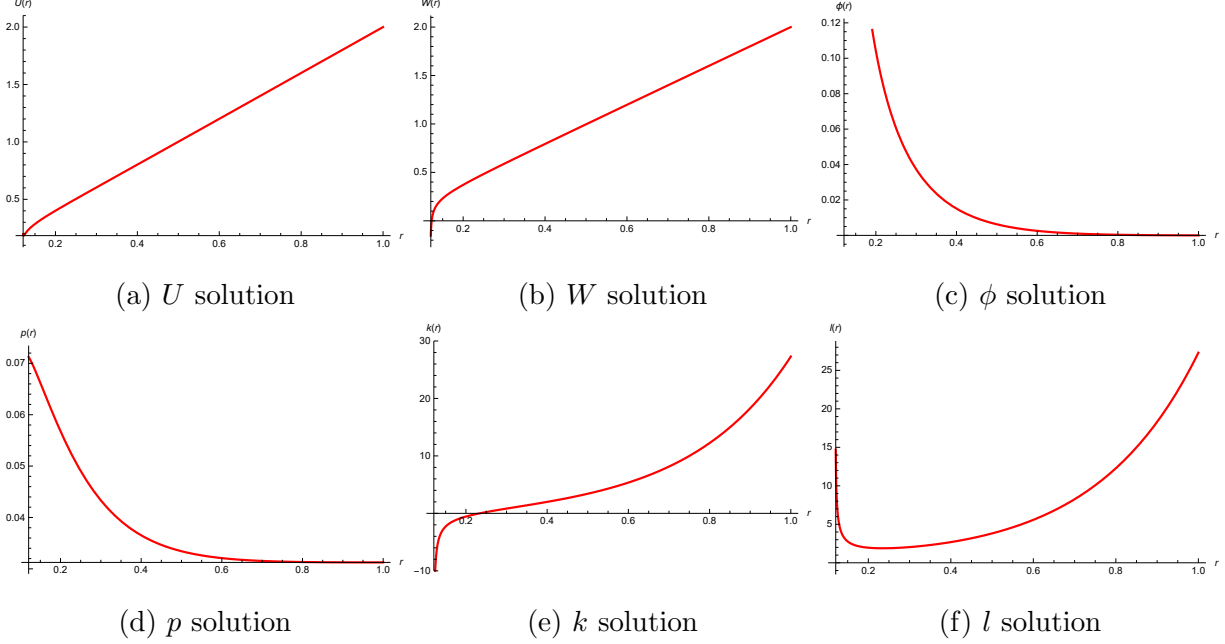 U(r)
2.0
1.5
1.0
0.5
0.2 0.4 0.6 0.8 1.0 r
(a) U solution
W(r)
2.0
1.5
1.0
0.5
0.0
0.2 0.4 0.6 0.8 1.0 r
(b) W solution
ϕ(r)
0.12
0.10
0.08
0.06
0.04
0.02
0.2 0.4 0.6 0.8 1.0 r
(c) ϕ solution
p(r)
0.07
0.06
0.05
0.04
0.2 0.4 0.6 0.8 1.0 r
(d) p solution
k(r)
30
20
10
0.2 0.4 0.6 0.8 1.0 r
-10
(e) k solution
l(r)
25
20
15
10
5
0.2 0.4 0.6 0.8 1.0 r
(f) l solution